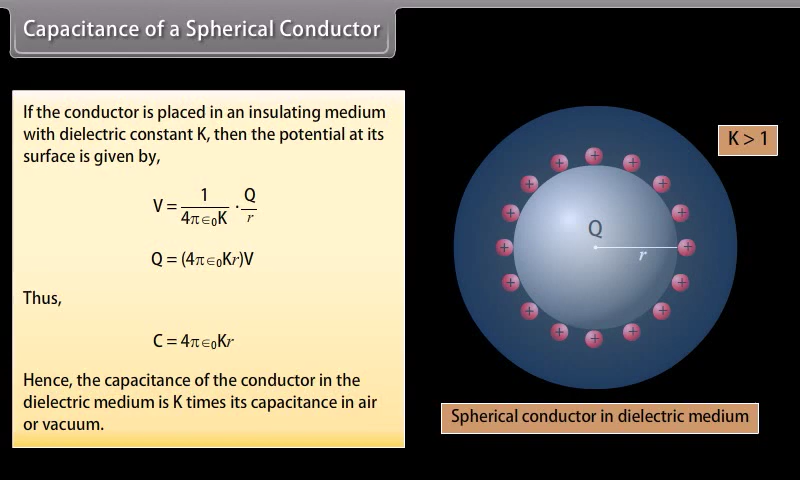 Capacitance of a Spherical Conductor
If the conductor is placed in an insulating medium
with dielectric constant K, then the potential at its
surface is given by,
V = 1/4π∈₀K · Q/r
Q = (4π∈₀Kr)V
Thus,
C = 4π∈₀Kr
Hence, the capacitance of the conductor in the
dielectric medium is K times its capacitance in air
or vacuum.
K > 1
+ + + + + + + + + + + + + + + +
Q
r
Spherical conductor in dielectric medium